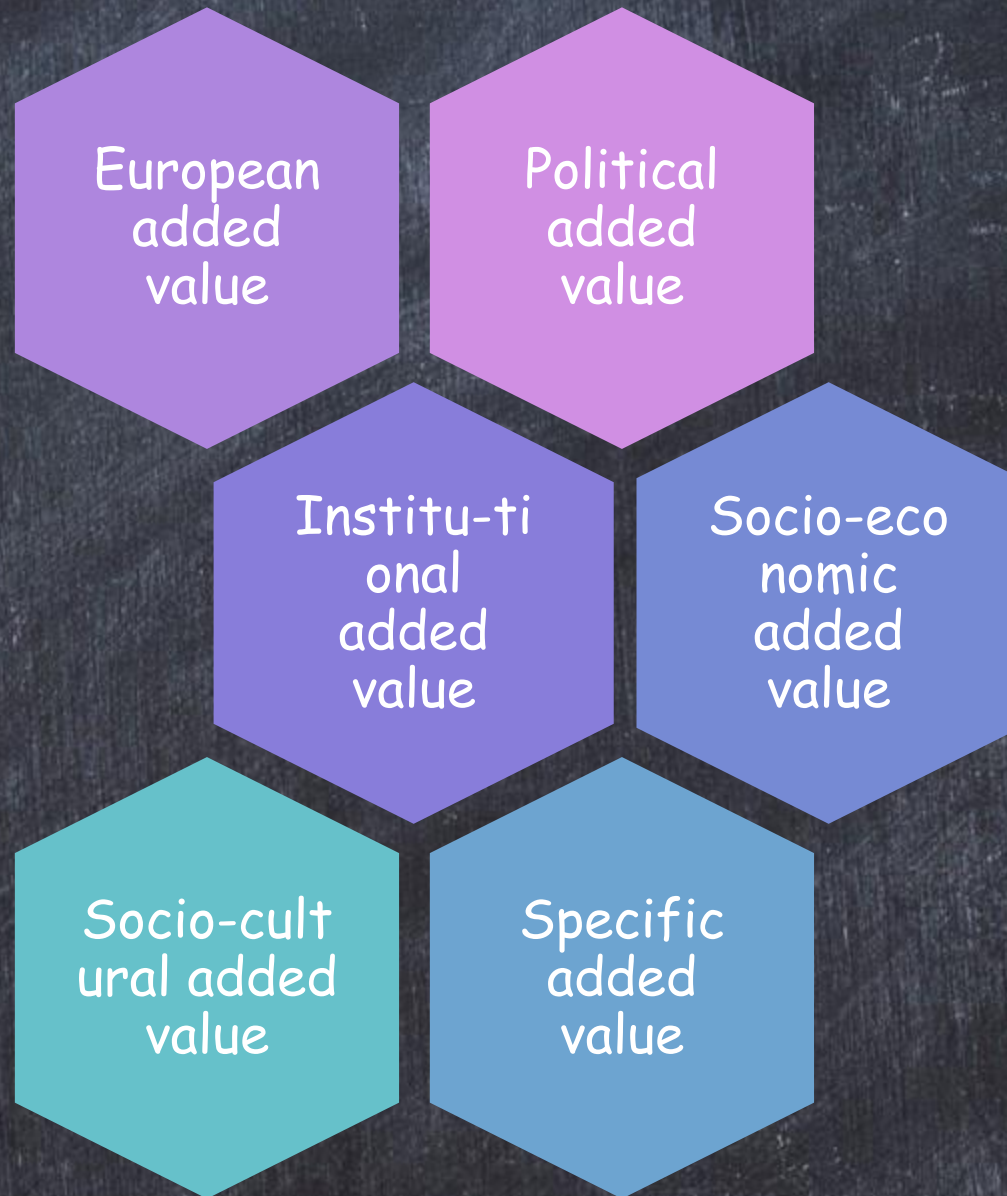 European
added
value
Political
added
value
Institu-ti
onal
added
value
Socio-eco
nomic
added
value
Socio-cult
ural added
value
Specific
added
value